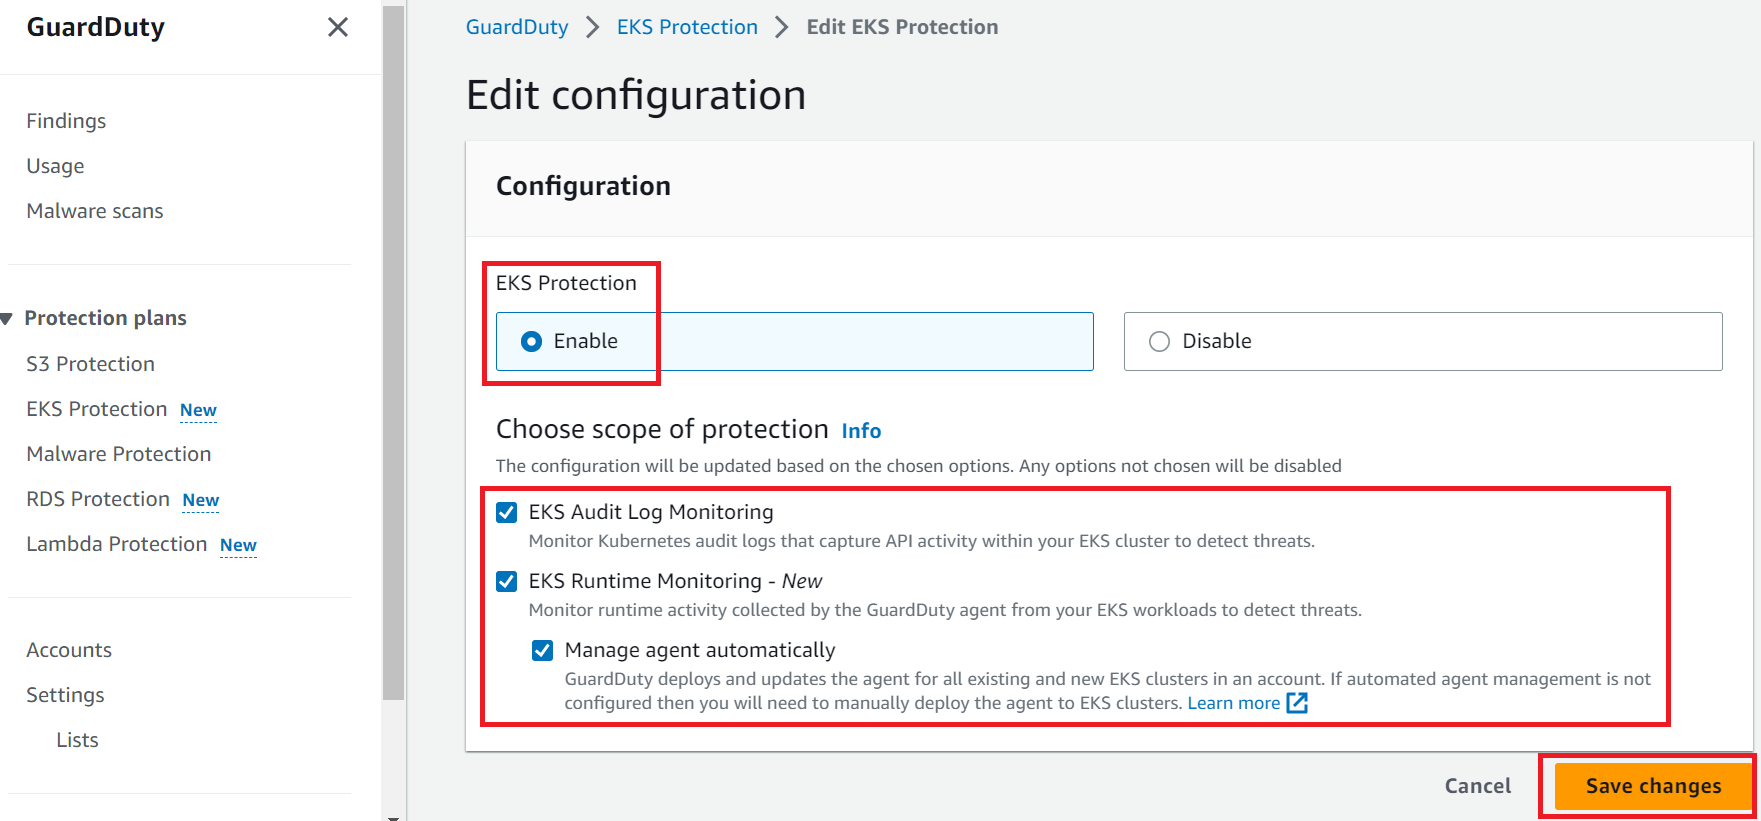 GuardDuty
Findings
Usage
Malware scans
Protection plans
S3 Protection
EKS Protection New
Malware Protection
RDS Protection New
Lambda Protection New
Accounts
Settings
Lists
GuardDuty
EKS Protection
Edit EKS Protection
Edit configuration
Configuration
EKS Protection
Enable
Disable
Choose scope of protection Info
The configuration will be updated based on the chosen options. Any options not chosen will be disabled
EKS Audit Log Monitoring
Monitor Kubernetes audit logs that capture API activity within your EKS cluster to detect threats.
EKS Runtime Monitoring - New
Monitor runtime activity collected by the GuardDuty agent from your EKS workloads to detect threats.
Manage agent automatically
GuardDuty deploys and updates the agent for all existing and new EKS clusters in an account. If automated agent management is not
configured then you will need to manually deploy the agent to EKS clusters. Learn more
Cancel
Save changes